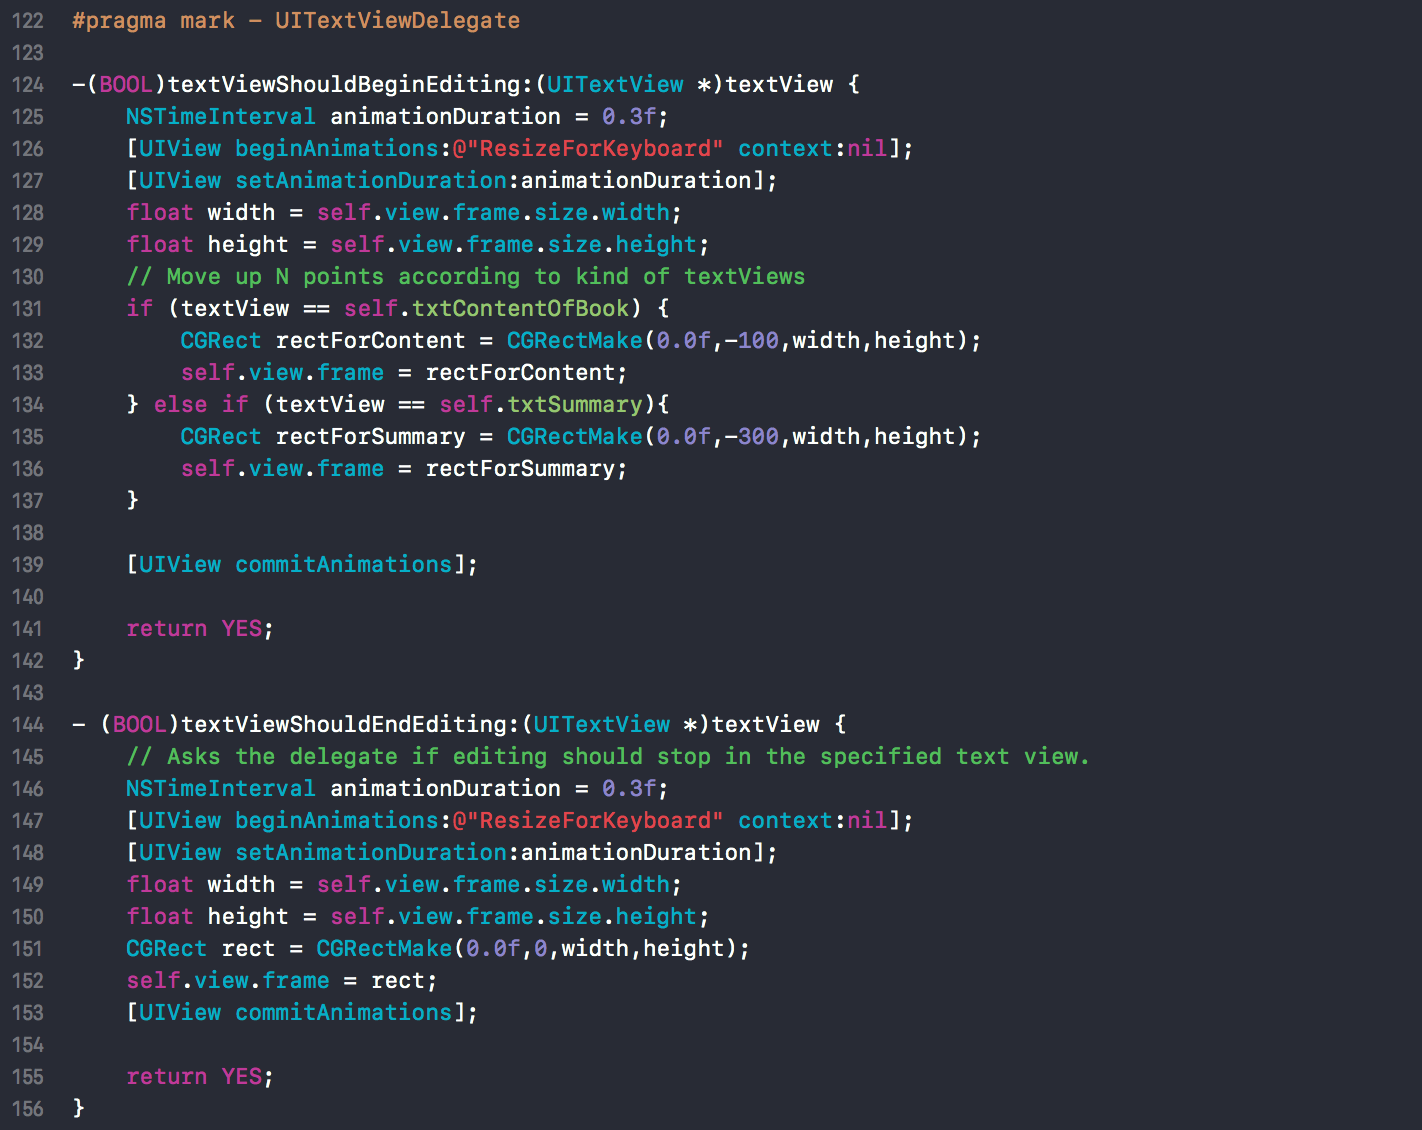 122 #pragma mark - UITextViewDelegate
123
124 -(BOOL)textViewShouldBeginEditing:(UITextView *)textView {
125     NSTimeInterval animationDuration = 0.3f;
126     [UIView beginAnimations:@"ResizeForKeyboard" context:nil];
127     [UIView setAnimationDuration:animationDuration];
128     float width = self.view.frame.size.width;
129     float height = self.view.frame.size.height;
130     // Move up N points according to kind of textViews
131     if (textView == self.txtContentOfBook) {
132         CGRect rectForContent = CGRectMake(0.0f,-100,width,height);
133         self.view.frame = rectForContent;
134     } else if (textView == self.txtSummary){
135         CGRect rectForSummary = CGRectMake(0.0f,-300,width,height);
136         self.view.frame = rectForSummary;
137     }
138
139     [UIView commitAnimations];
140
141     return YES;
142 }
143
144 - (BOOL)textViewShouldEndEditing:(UITextView *)textView {
145     // Asks the delegate if editing should stop in the specified text view.
146     NSTimeInterval animationDuration = 0.3f;
147     [UIView beginAnimations:@"ResizeForKeyboard" context:nil];
148     [UIView setAnimationDuration:animationDuration];
149     float width = self.view.frame.size.width;
150     float height = self.view.frame.size.height;
151     CGRect rect = CGRectMake(0.0f,0,width,height);
152     self.view.frame = rect;
153     [UIView commitAnimations];
154
155     return YES;
156 }